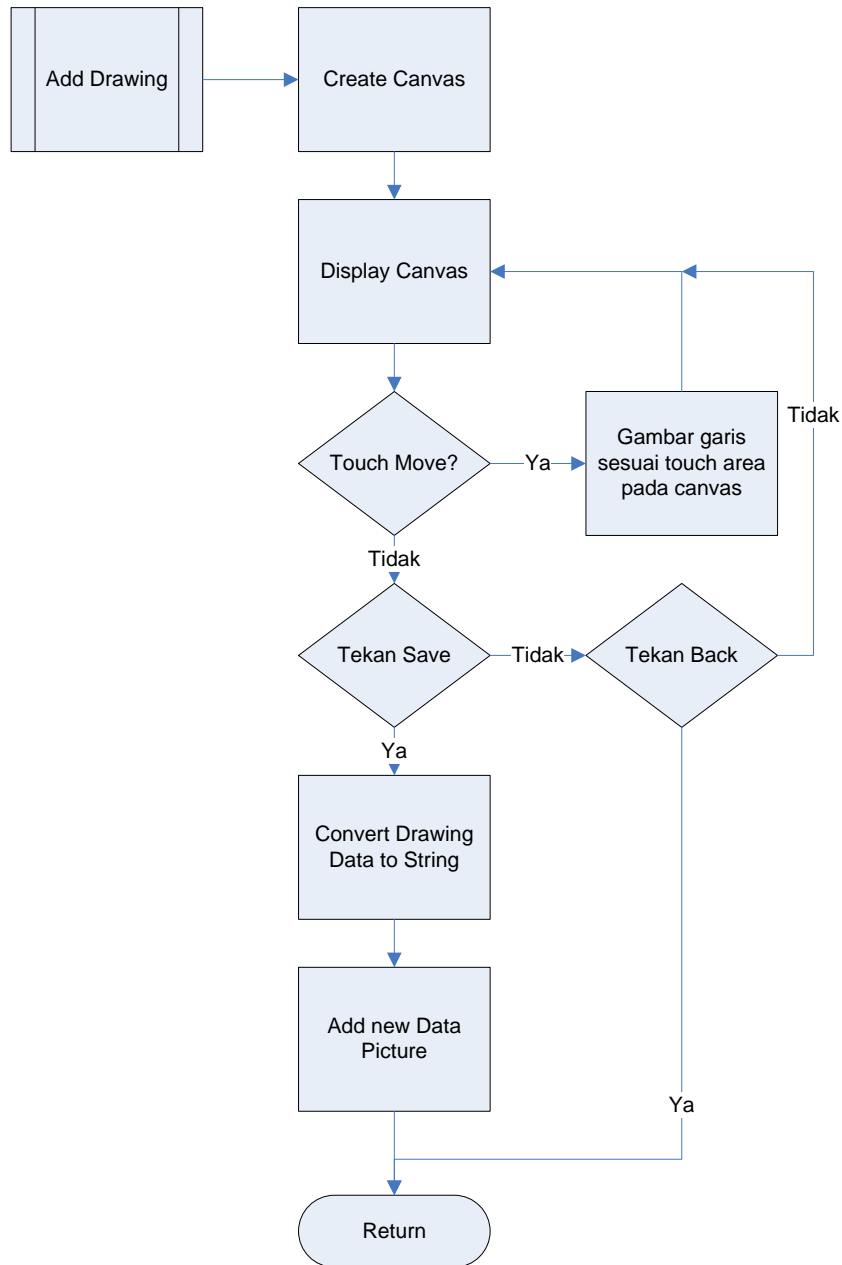 Add Drawing
Create Canvas
Display Canvas
Touch Move?
Ya
Gambar garis
sesuai touch area
pada canvas
Tidak
Tidak
Tekan Save
Tidak
Tekan Back
Ya
Convert Drawing
Data to String
Add new Data
Picture
Ya
Return